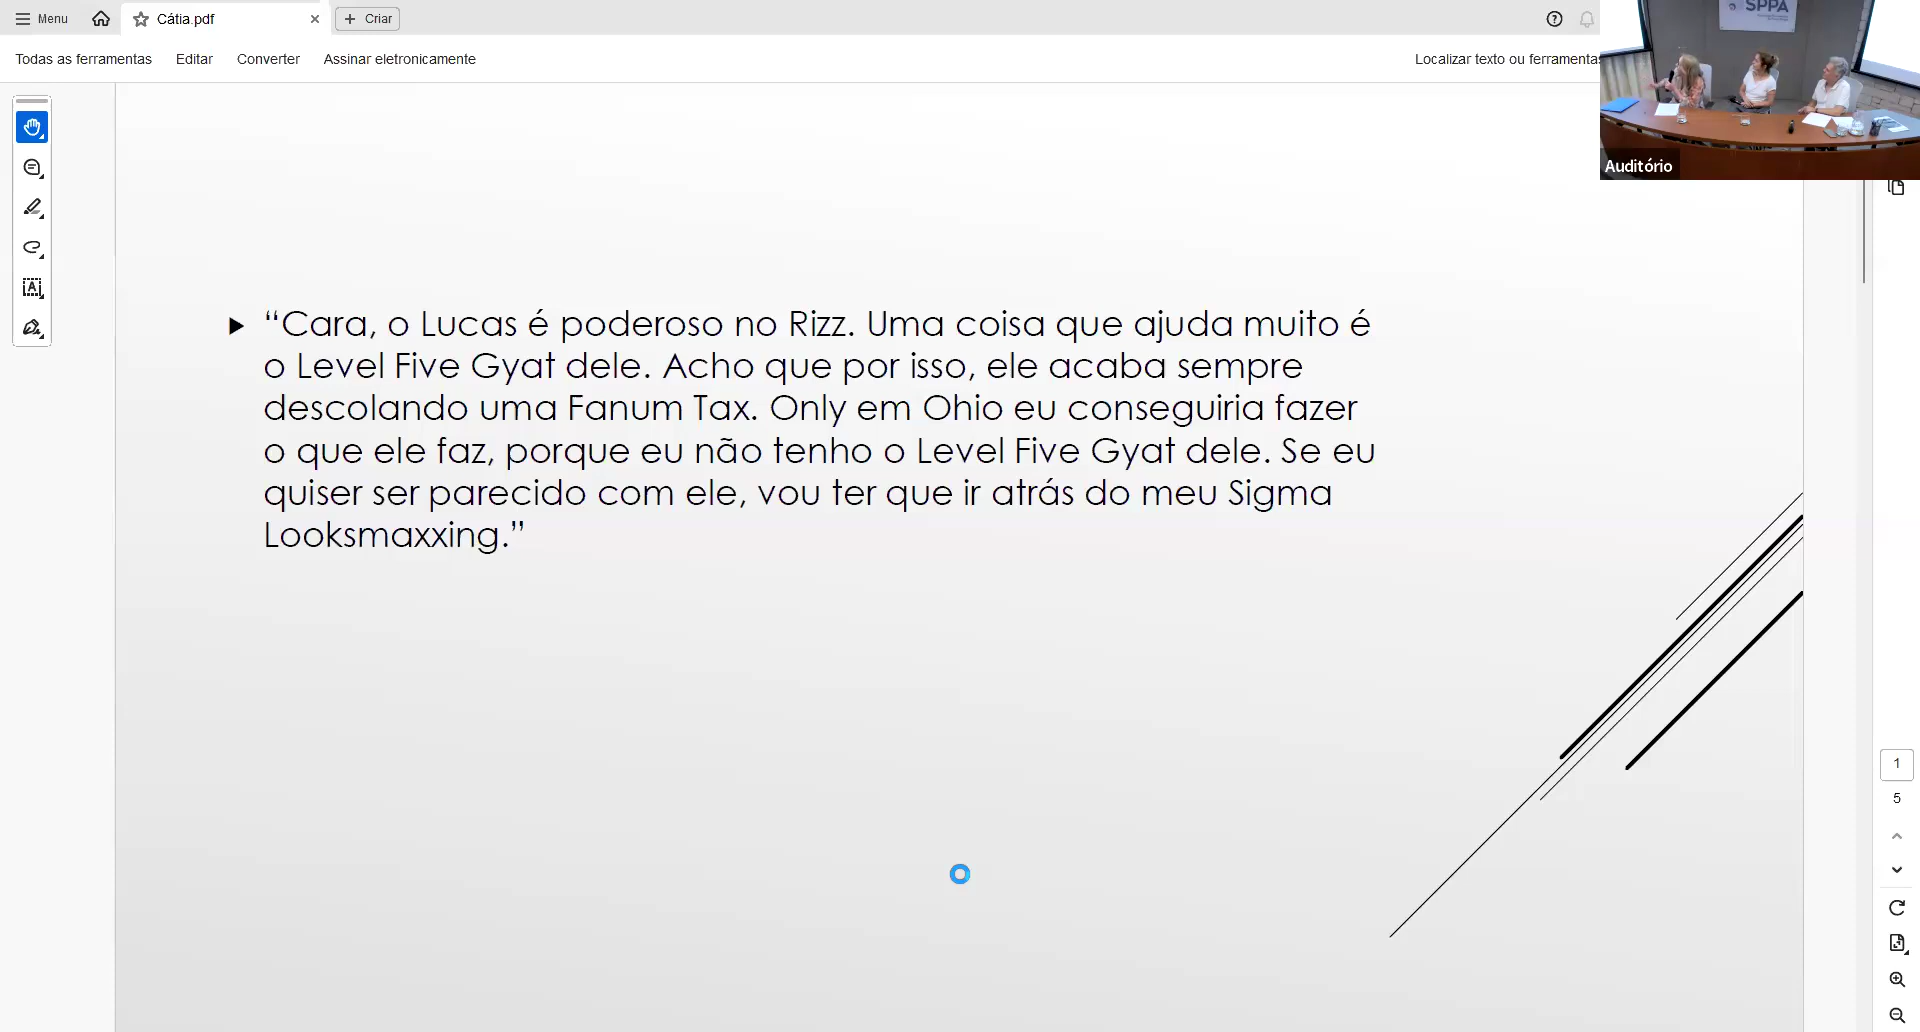 Menu
Cátia.pdf
Criar
Todas as ferramentas
Editar
Converter
Assinar eletronicamente
Localizar texto ou ferramentas
SPPA
Auditório
“Cara, o Lucas é poderoso no Rizz. Uma coisa que ajuda muito é
o Level Five Gyat dele. Acho que por isso, ele acaba sempre
descolando uma Fanum Tax. Only em Ohio eu conseguiria fazer
o que ele faz, porque eu não tenho o Level Five Gyat dele. Se eu
quiser ser parecido com ele, vou ter que ir atrás do meu Sigma
Looksmaxxing.”
1
5